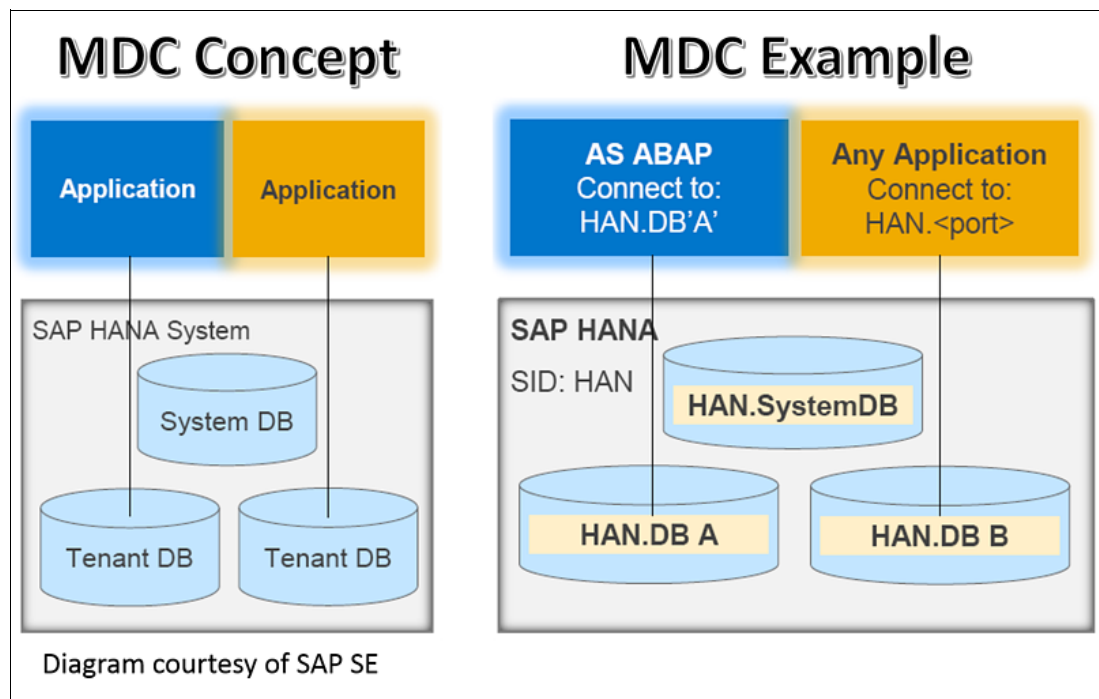 MDC Concept
Application
Application
SAP HANA System
System DB
Tenant DB
Tenant DB
Diagram courtesy of SAP SE
MDC Example
AS ABAP
Connect to:
HAN.DB’A’
Any Application
Connect to:
HAN.<port>
SAP HANA
SID: HAN
HAN.SystemDB
HAN.DB A
HAN.DB B